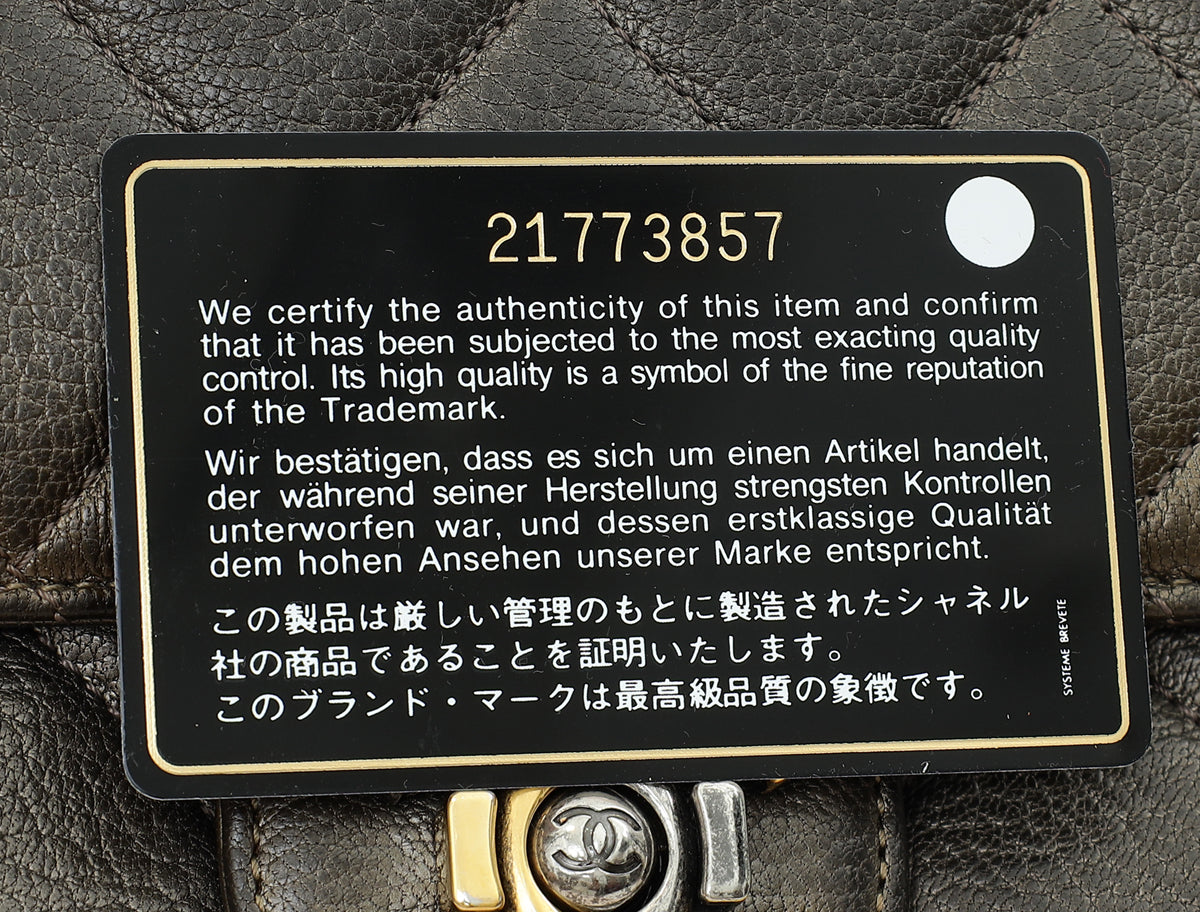 21773857
We certify the authenticity of this item and confirm
that it has been subjected to the most exacting quality
control. Its high quality is a symbol of the fine reputation
of the Trademark.
Wir bestätigen, dass es sich um einen Artikel handelt,
der während seiner Herstellung strengsten Kontrollen
unterworfen war, und dessen erstklassige Qualität
dem hohen Ansehen unserer Marke entspricht.
この製品は厳しい管理のもとに製造されたシャネル
社の商品であることを証明いたします。
このブランド・マークは最高級品質の象徴です。
SYSTEME BREVETE